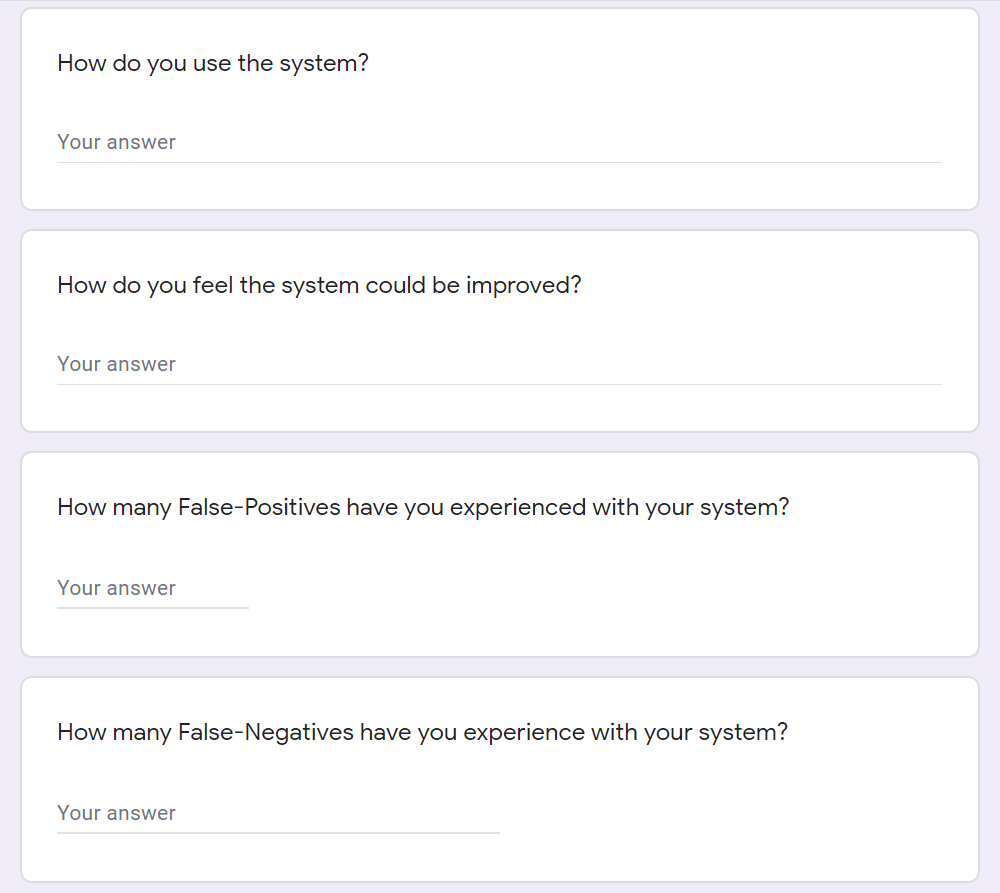 How do you use the system?
Your answer
How do you feel the system could be improved?
Your answer
How many False-Positives have you experienced with your system?
Your answer
How many False-Negatives have you experience with your system?
Your answer